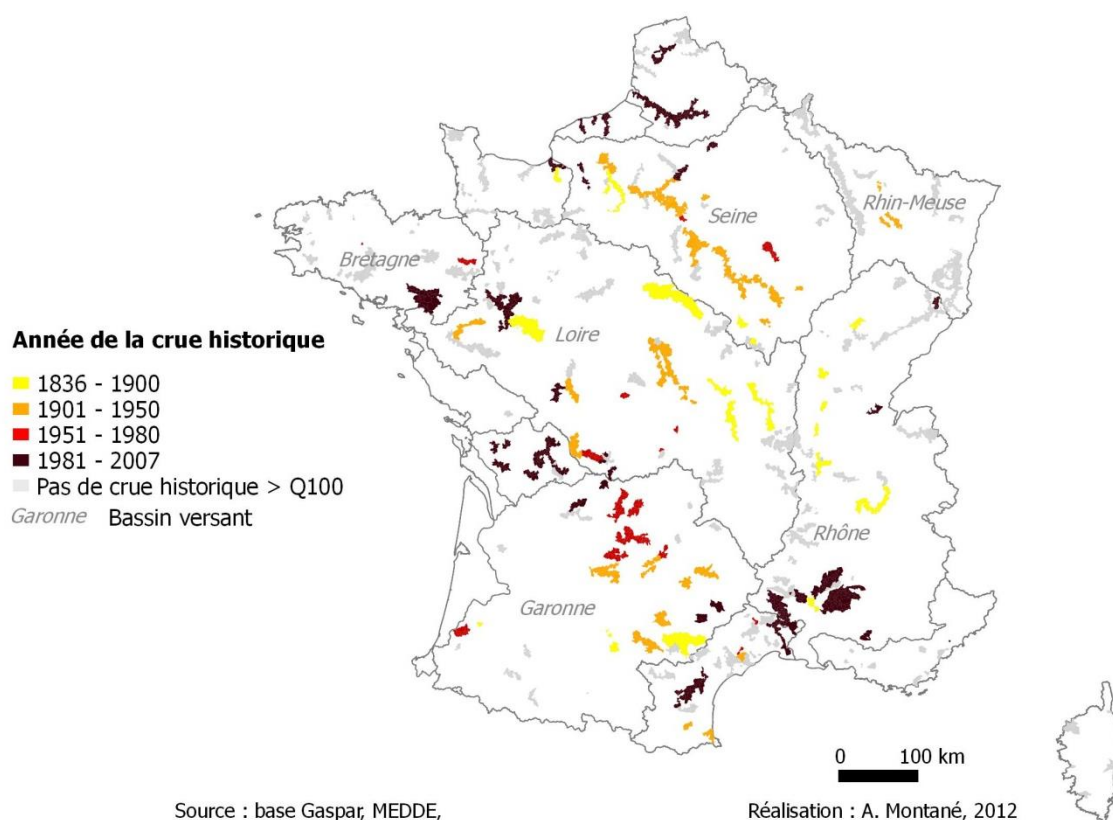 Rhin-Meuse
Seine
Bretagne
Loire
Année de la crue historique
1836 - 1900
1901 - 1950
1951 - 1980
1981 - 2007
Pas de crue historique > Q100
Garonne Bassin versant
Rhône
Garonne
0 100 km
Source : base Gaspar, MEDDE,
Réalisation : A. Montané, 2012